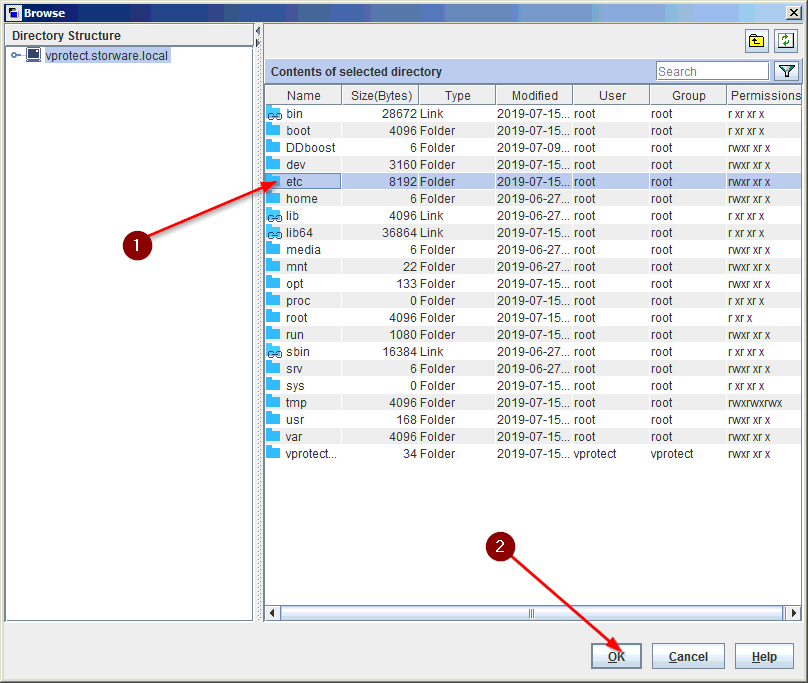 Browse
Directory Structure
vprotect.storware.local
Contents of selected directory Search
Name Size(Bytes) Type Modified User Group Permissions
bin 28672 Link 2019-07-15... root root r xr xr x
boot 4096 Folder 2019-07-15... root root r xr xr x
DDboost 6 Folder 2019-07-09... root root rwxr xr x
dev 3160 Folder 2019-07-15... root root rwxr xr x
etc 8192 Folder 2019-07-15... root root rwxr xr x
home 6 Folder 2019-06-27... root root rwxr xr x
lib 4096 Link 2019-06-27... root root r xr xr x
lib64 36864 Link 2019-07-15... root root r xr xr x
media 6 Folder 2019-06-27... root root rwxr xr x
mnt 22 Folder 2019-06-27... root root rwxr xr x
opt 133 Folder 2019-07-15... root root rwxr xr x
proc 0 Folder 2019-07-15... root root r xr xr x
root 4096 Folder 2019-07-15... root root r xr x
run 1080 Folder 2019-07-15... root root rwxr xr x
sbin 16384 Link 2019-06-27... root root r xr xr x
srv 6 Folder 2019-06-27... root root rwxr xr x
sys 0 Folder 2019-07-15... root root r xr xr x
tmp 4096 Folder 2019-07-15... root root rwxrwxrwx
usr 168 Folder 2019-07-15... root root rwxr xr x
var 4096 Folder 2019-07-15... root root rwxr xr x
vprotect... 34 Folder 2019-07-15... vprotect vprotect rwxr xr x
1
2
OK Cancel Help